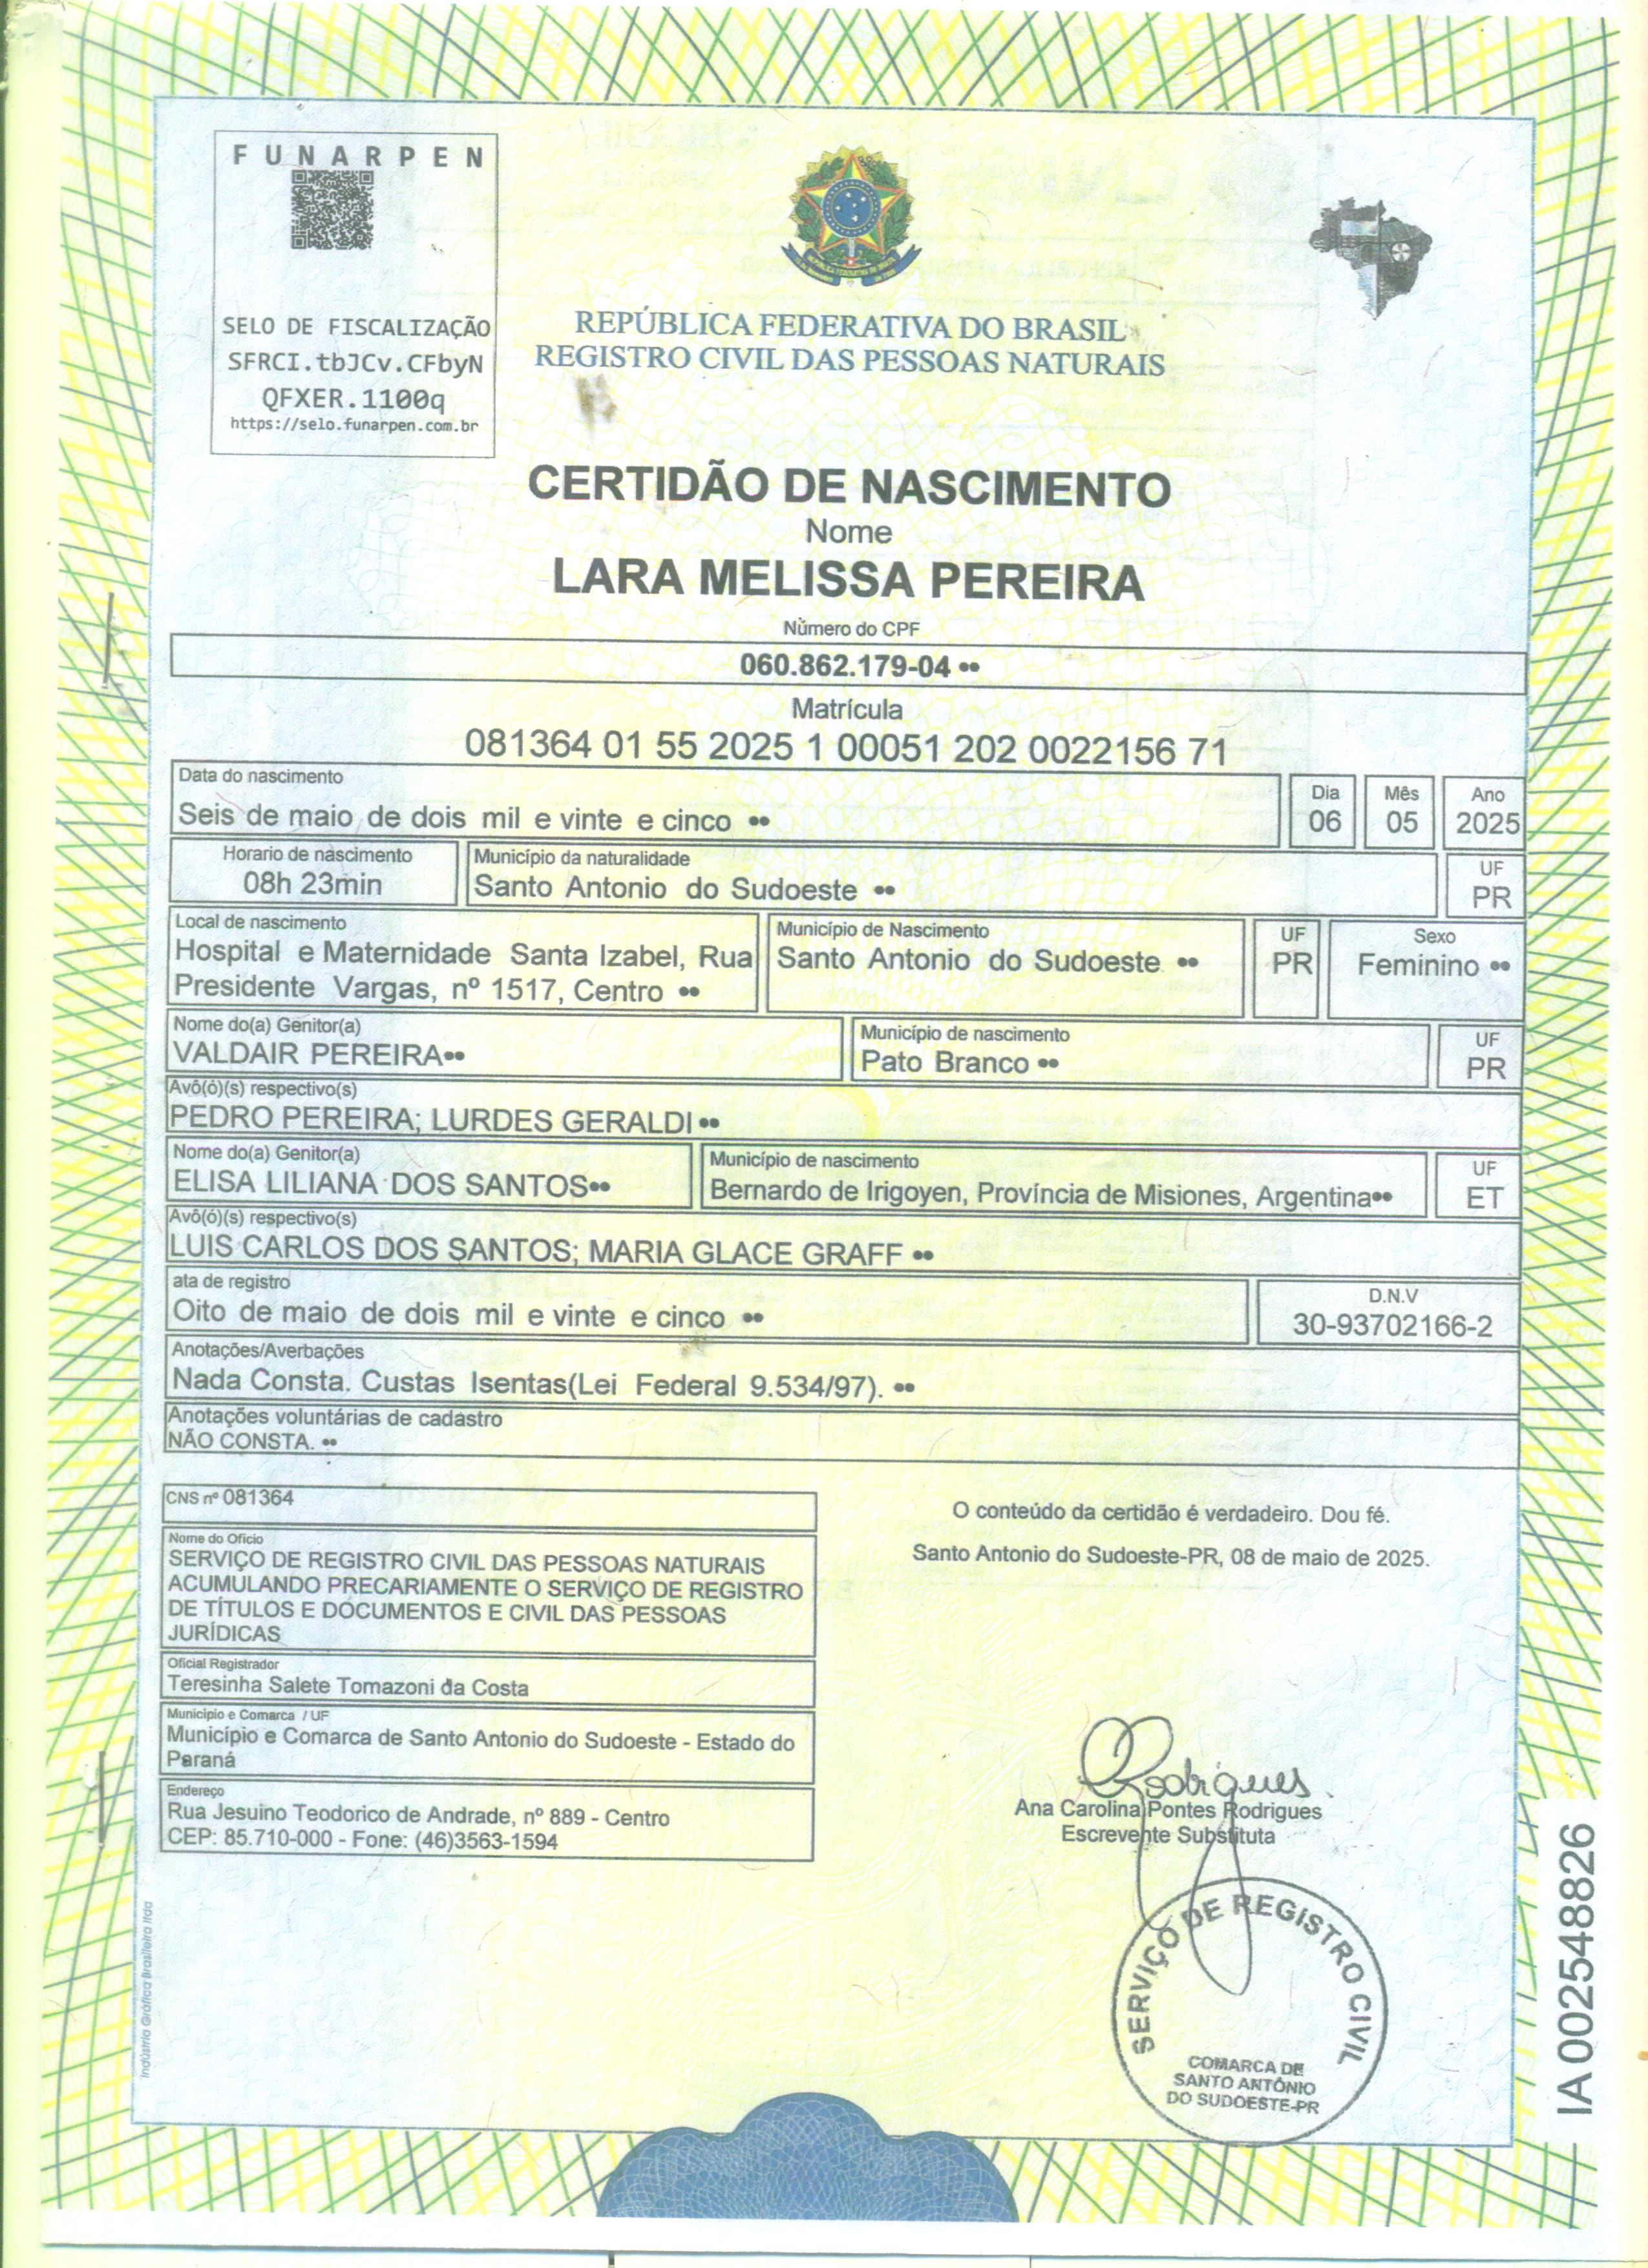 FUNARPEN
SELO DE FISCALIZAÇÃO
SFRCI.tbJCv.CFbyN
QFXER.1100q
https://selo.funarpen.com.br
REPÚBLICA FEDERATIVA DO BRASIL
REGISTRO CIVIL DAS PESSOAS NATURAIS
CERTIDÃO DE NASCIMENTO
Nome
LARA MELISSA PEREIRA
Número do CPF
060.862.179-04 ••
Matrícula
081364 01 55 2025 1 00051 202 0022156 71
Data do nascimento
Seis de maio de dois mil e vinte e cinco ••
Dia
06
Mês
05
Ano
2025
Horario de nascimento
08h 23min
Município da naturalidade
Santo Antonio do Sudoeste ••
UF
PR
Local de nascimento
Hospital e Maternidade Santa Izabel, Rua
Presidente Vargas, nº 1517, Centro ••
Município de Nascimento
Santo Antonio do Sudoeste ••
UF
PR
Sexo
Feminino ••
Nome do(a) Genitor(a)
VALDAIR PEREIRA••
Município de nascimento
Pato Branco ••
UF
PR
Avô(ó)(s) respectivo(s)
PEDRO PEREIRA; LURDES GERALDI ••
Nome do(a) Genitor(a)
ELISA LILIANA DOS SANTOS••
Município de nascimento
Bernardo de Irigoyen, Província de Misiones, Argentina••
UF
ET
Avô(ó)(s) respectivo(s)
LUIS CARLOS DOS SANTOS; MARIA GLACE GRAFF ••
ata de registro
Oito de maio de dois mil e vinte e cinco ••
D.N.V
30-93702166-2
Anotações/Averbações
Nada Consta. Custas Isentas(Lei Federal 9.534/97). ••
Anotações voluntárias de cadastro
NÃO CONSTA. ••
CNS nº 081364
Nome do Ofício
SERVIÇO DE REGISTRO CIVIL DAS PESSOAS NATURAIS
ACUMULANDO PRECARIAMENTE O SERVIÇO DE REGISTRO
DE TÍTULOS E DOCUMENTOS E CIVIL DAS PESSOAS
JURÍDICAS
Oficial Registrador
Teresinha Salete Tomazoni da Costa
Município e Comarca / UF
Município e Comarca de Santo Antonio do Sudoeste - Estado do
Paraná
Endereço
Rua Jesuino Teodorico de Andrade, nº 889 - Centro
CEP: 85.710-000 - Fone: (46)3563-1594
O conteúdo da certidão é verdadeiro. Dou fé.
Santo Antonio do Sudoeste-PR, 08 de maio de 2025.
Rodrigues
Ana Carolina Pontes Rodrigues
Escrevente Substituta
SERVIÇO DE REGISTRO CIVIL
COMARCA DE
SANTO ANTÔNIO
DO SUDOESTE-PR
IA 002548826
Indústria Gráfica Brasileira ltda